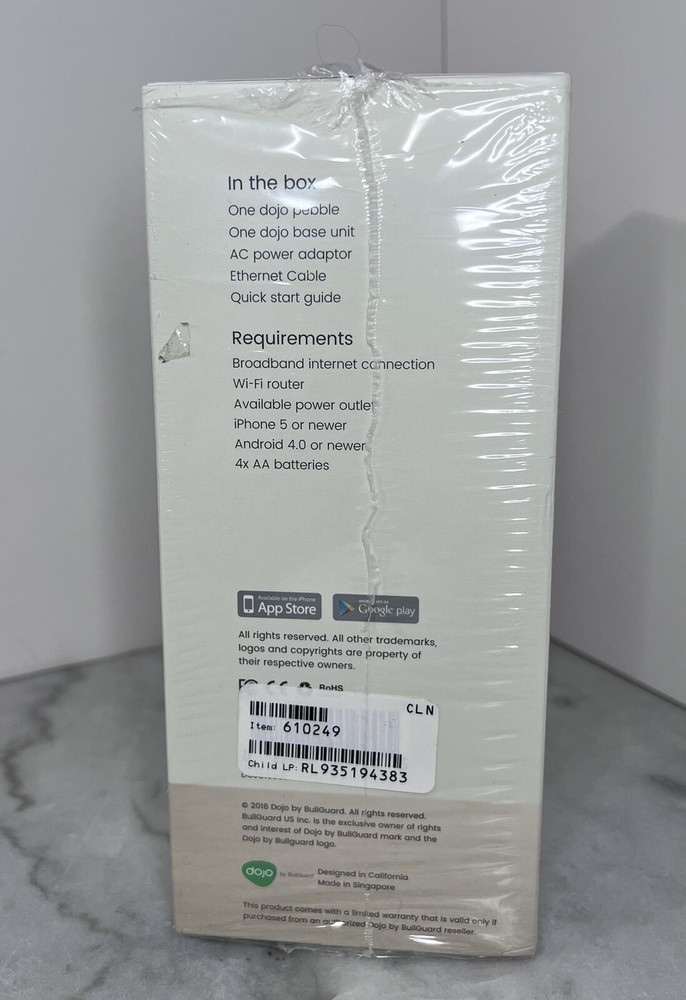 In the box
One dojo pebble
One dojo base unit
AC power adaptor
Ethernet Cable
Quick start guide
Requirements
Broadband internet connection
Wi-Fi router
Available power outlet
iPhone 5 or newer
Android 4.0 or newer
4x AA batteries
Available on the iPhone
App Store
Google play
All rights reserved. All other trademarks,
logos and copyrights are property of
their respective owners.
RoHS
CLN
Item: 610249
Child LP: RL935194383
© 2016 Dojo by BullGuard. All rights reserved.
BullGuard US Inc. is the exclusive owner of rights
and interest of Dojo by BullGuard mark and the
Dojo by Bullguard logo.
dojo by BullGuard
Designed in California
Made in Singapore
This product comes with a limited warranty that is valid only if
purchased from an authorized Dojo by BullGuard reseller.